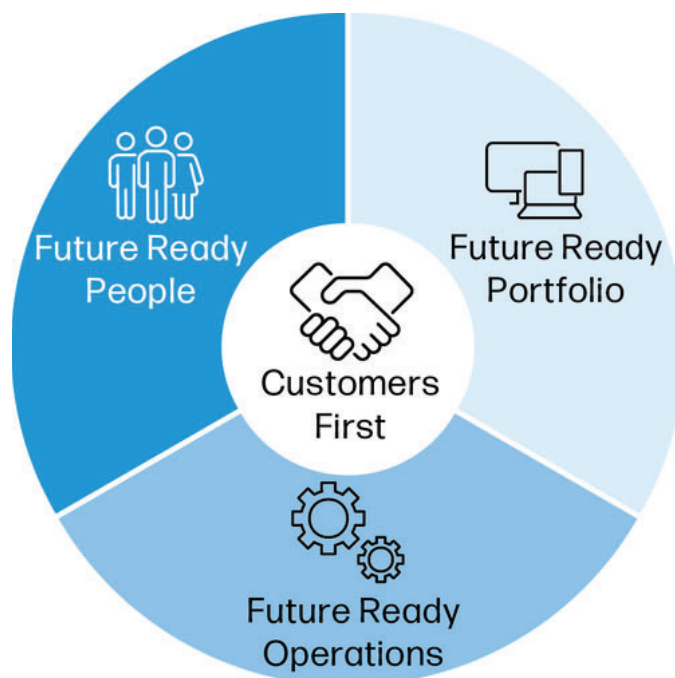 Future Ready
People
Future Ready
Portfolio
Customers
First
Future Ready
Operations